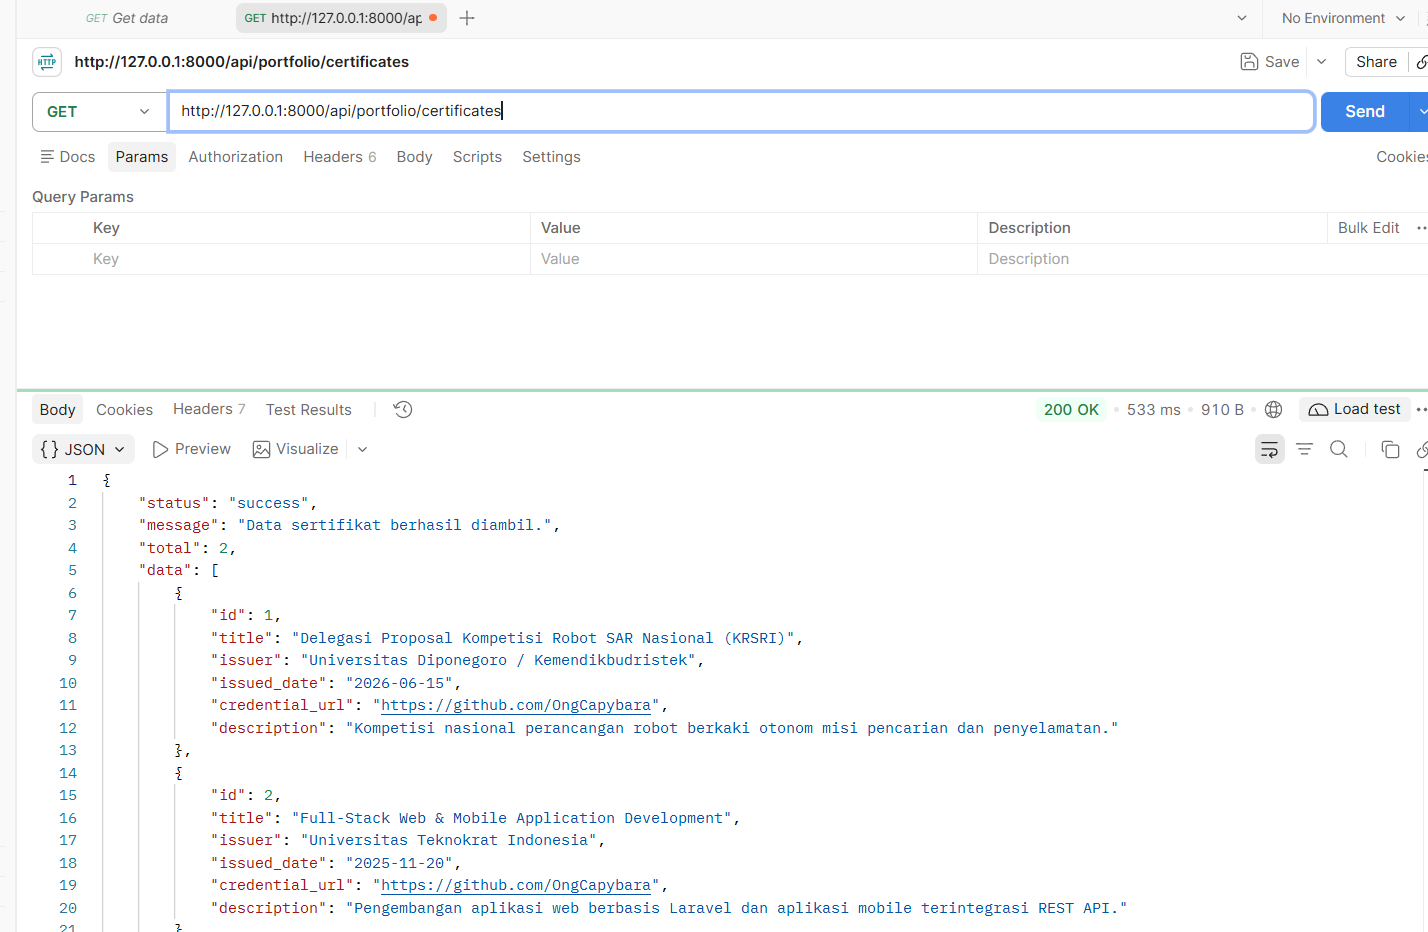 GET Get data
GET http://127.0.0.1:8000/ap
No Environment
HTTP http://127.0.0.1:8000/api/portfolio/certificates
Save
Share
GET
http://127.0.0.1:8000/api/portfolio/certificates
Send
Docs Params Authorization Headers 6 Body Scripts Settings
Cookies
Query Params
Key Value Description Bulk Edit
Key Value Description
Body Cookies Headers 7 Test Results
200 OK • 533 ms • 910 B • Load test
{} JSON Preview Visualize
1 {
2 "status": "success",
3 "message": "Data sertifikat berhasil diambil.",
4 "total": 2,
5 "data": [
6 {
7 "id": 1,
8 "title": "Delegasi Proposal Kompetisi Robot SAR Nasional (KRSRI)",
9 "issuer": "Universitas Diponegoro / Kemendikbudristek",
10 "issued_date": "2026-06-15",
11 "credential_url": "https://github.com/OngCapybara",
12 "description": "Kompetisi nasional perancangan robot berkaki otonom misi pencarian dan penyelamatan."
13 },
14 {
15 "id": 2,
16 "title": "Full-Stack Web & Mobile Application Development",
17 "issuer": "Universitas Teknokrat Indonesia",
18 "issued_date": "2025-11-20",
19 "credential_url": "https://github.com/OngCapybara",
20 "description": "Pengembangan aplikasi web berbasis Laravel dan aplikasi mobile terintegrasi REST API."
21 }